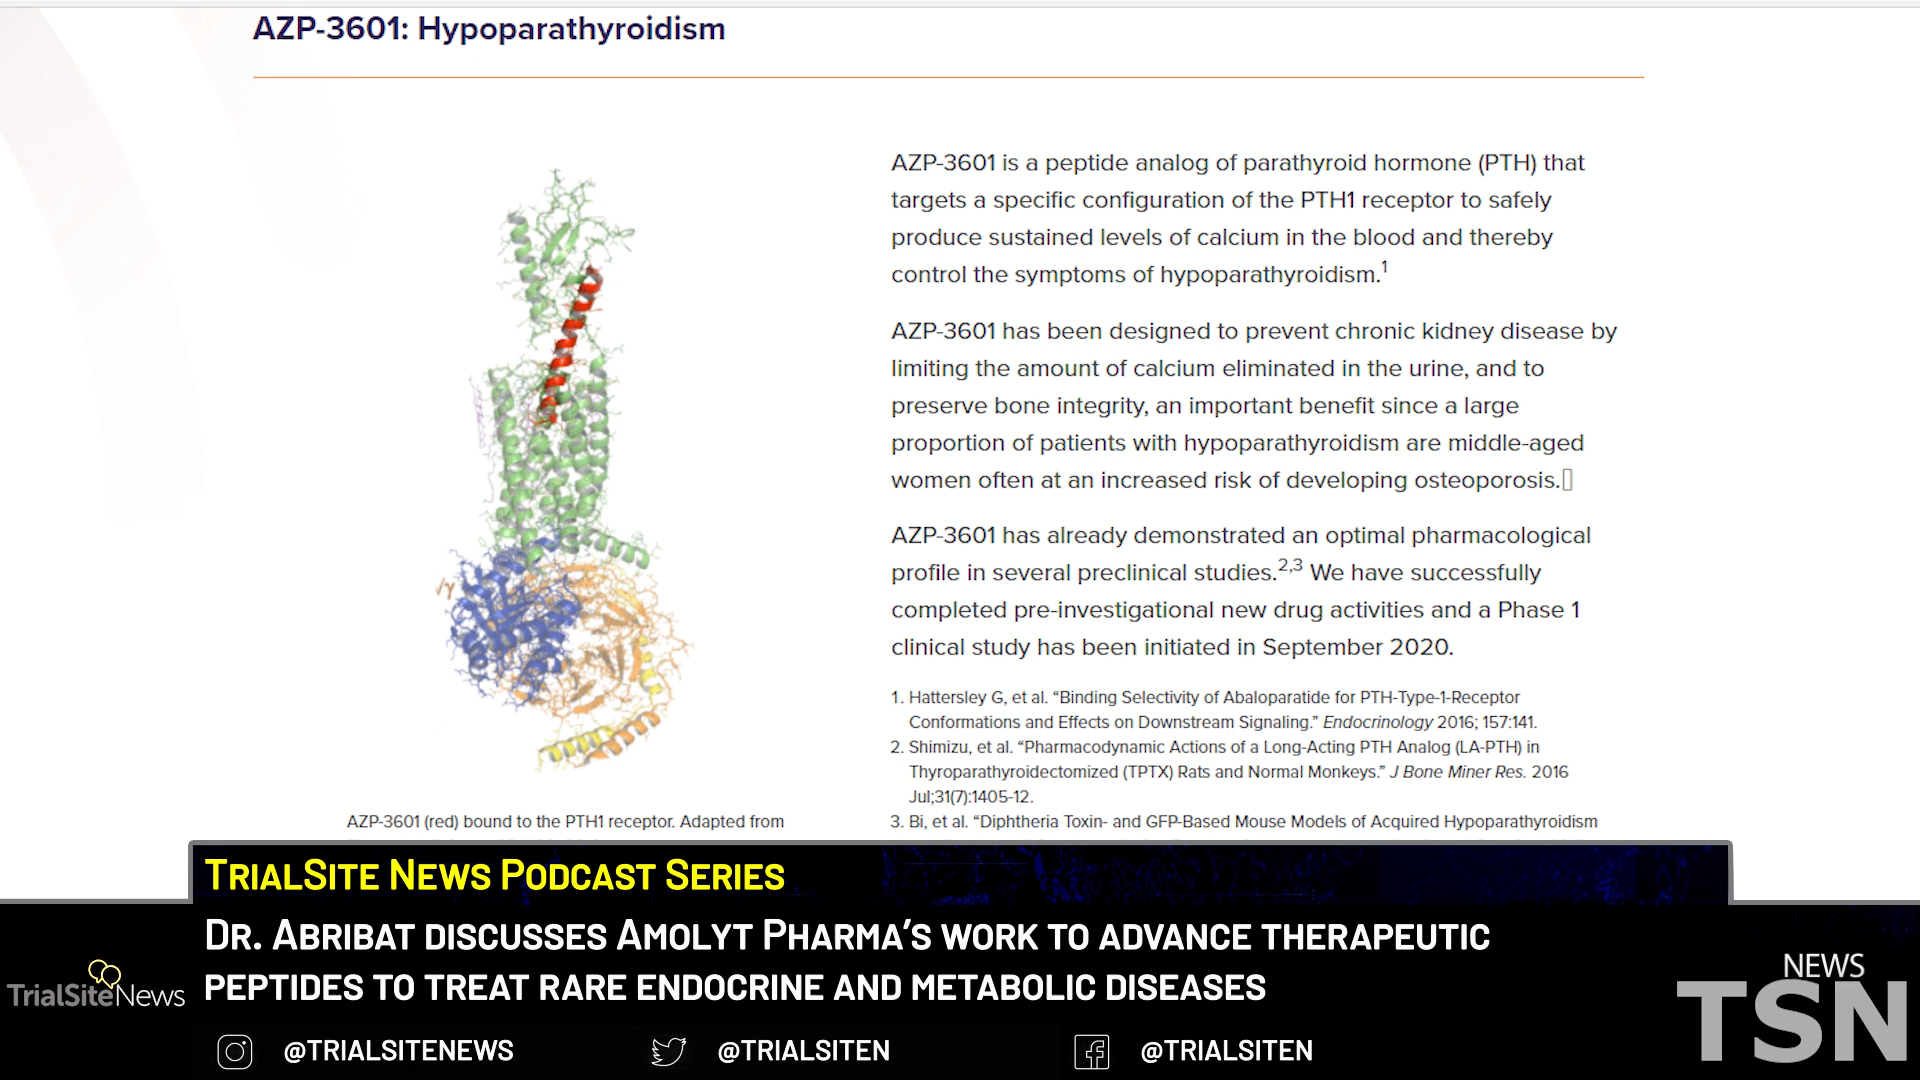 AZP-3601: Hypoparathyroidism
AZP-3601 is a peptide analog of parathyroid hormone (PTH) that
targets a specific configuration of the PTH1 receptor to safely
produce sustained levels of calcium in the blood and thereby
control the symptoms of hypoparathyroidism.1
AZP-3601 has been designed to prevent chronic kidney disease by
limiting the amount of calcium eliminated in the urine, and to
preserve bone integrity, an important benefit since a large
proportion of patients with hypoparathyroidism are middle-aged
women often at an increased risk of developing osteoporosis.
AZP-3601 has already demonstrated an optimal pharmacological
profile in several preclinical studies.2,3 We have successfully
completed pre-investigational new drug activities and a Phase 1
clinical study has been initiated in September 2020.
1. Hattersley G, et al. “Binding Selectivity of Abaloparatide for PTH-Type-1-Receptor
Conformations and Effects on Downstream Signaling.” Endocrinology 2016; 157:141.
2. Shimizu, et al. “Pharmacodynamic Actions of a Long-Acting PTH Analog (LA-PTH) in
Thyroparathyroidectomized (TPTX) Rats and Normal Monkeys.” J Bone Miner Res. 2016
Jul;31(7):1405-12.
3. Bi, et al. “Diphtheria Toxin- and GFP-Based Mouse Models of Acquired Hypoparathyroidism
AZP-3601 (red) bound to the PTH1 receptor. Adapted from
TRIALSITE NEWS PODCAST SERIES
DR. ABRIBAT DISCUSSES AMOLYT PHARMA’S WORK TO ADVANCE THERAPEUTIC
PEPTIDES TO TREAT RARE ENDOCRINE AND METABOLIC DISEASES
TrialSiteNews
@TRIALSITENEWS
@TRIALSITEN
@TRIALSITEN
NEWS
TSN